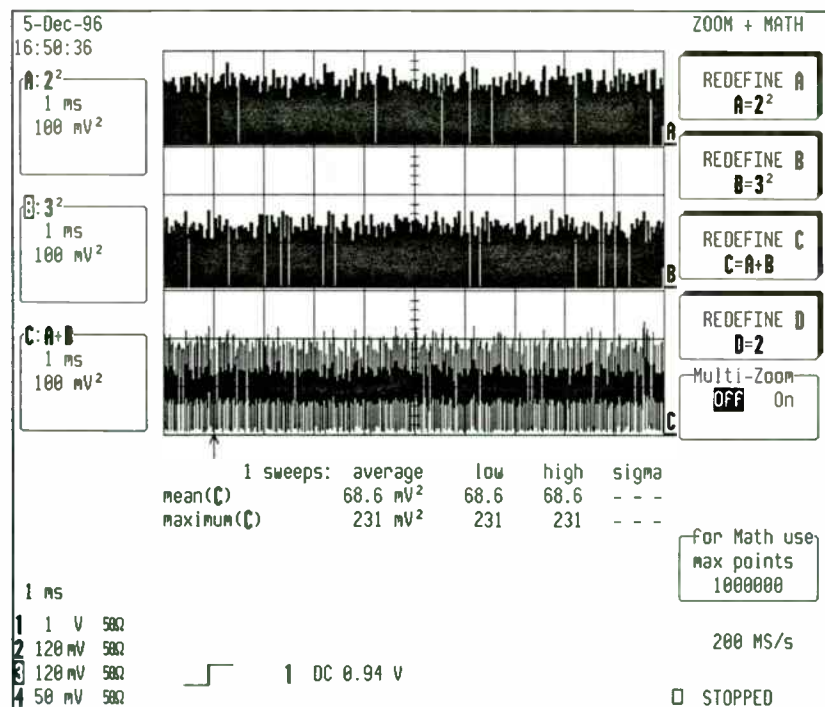 5-Dec-96
16:50:36
ZOOM + MATH
A:2²
1 ms
100 mV²
REDEFINE A
A=2²
A
REDEFINE B
B=3²
B:3²
1 ms
100 mV²
REDEFINE C
C=A+B
B
REDEFINE D
D=2
C:A+B
1 ms
100 mV²
Multi-Zoom
OFF On
C
1 sweeps: average low high sigma
mean(C) 68.6 mV² 68.6 68.6 - - -
maximum(C) 231 mV² 231 231 - - -
for Math use
max points
1000000
1 ms
1 1 V 50Ω
2 120 mV 50Ω
3 120 mV 50Ω
4 50 mV 50Ω
1 DC 0.94 V
200 MS/s
STOPPED